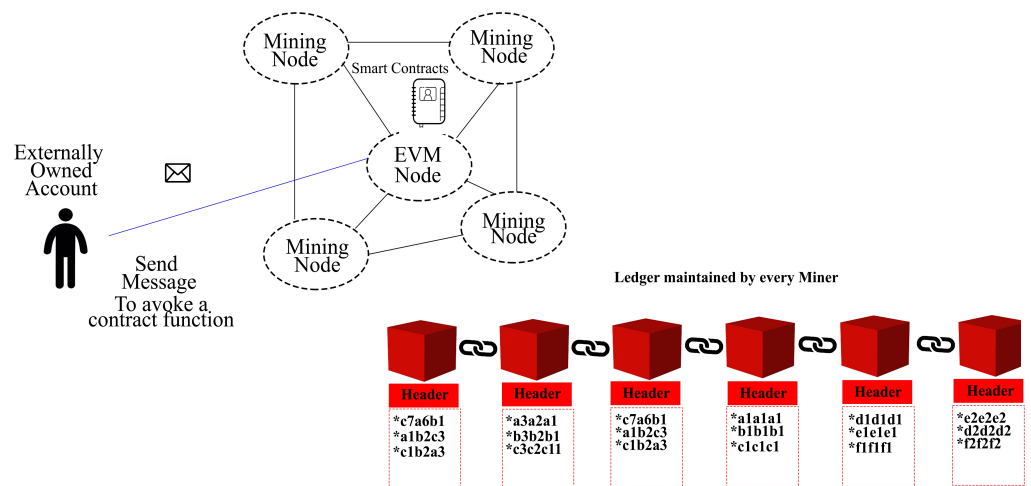 Mining
Node
Mining
Node
Smart Contracts
EVM
Node
Externally
Owned
Account
Mining
Node
Mining
Node
Send
Message
To avoke a
contract function
Ledger maintained by every Miner
Header
*c7a6b1
*a1b2c3
*c1b2a3
Header
*a3a2a1
*b3b2b1
*c3c2c11
Header
*c7a6b1
*a1b2c3
*c1b2a3
Header
*a1a1a1
*b1b1b1
*c1c1c1
Header
*d1d1d1
*e1e1e1
*f1f1f1
Header
*e2e2e2
*d2d2d2
*f2f2f2